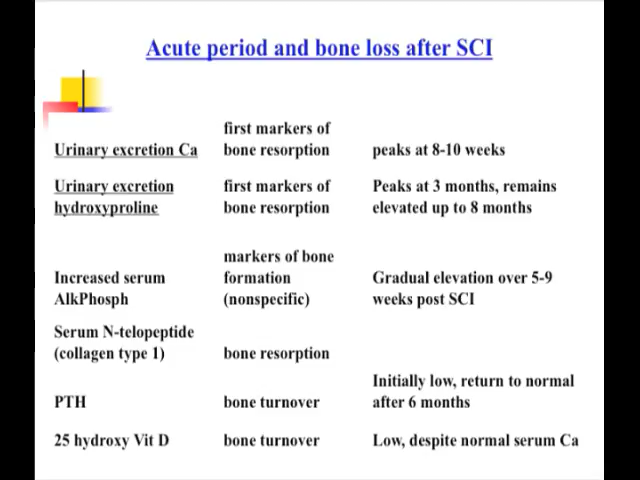 Acute period and bone loss after SCI
Urinary excretion Ca first markers of bone resorption peaks at 8-10 weeks
Urinary excretion hydroxyproline first markers of bone resorption Peaks at 3 months, remains elevated up to 8 months
Increased serum AlkPhosph markers of bone formation (nonspecific) Gradual elevation over 5-9 weeks post SCI
Serum N-telopeptide (collagen type 1) bone resorption
PTH bone turnover Initially low, return to normal after 6 months
25 hydroxy Vit D bone turnover Low, despite normal serum Ca